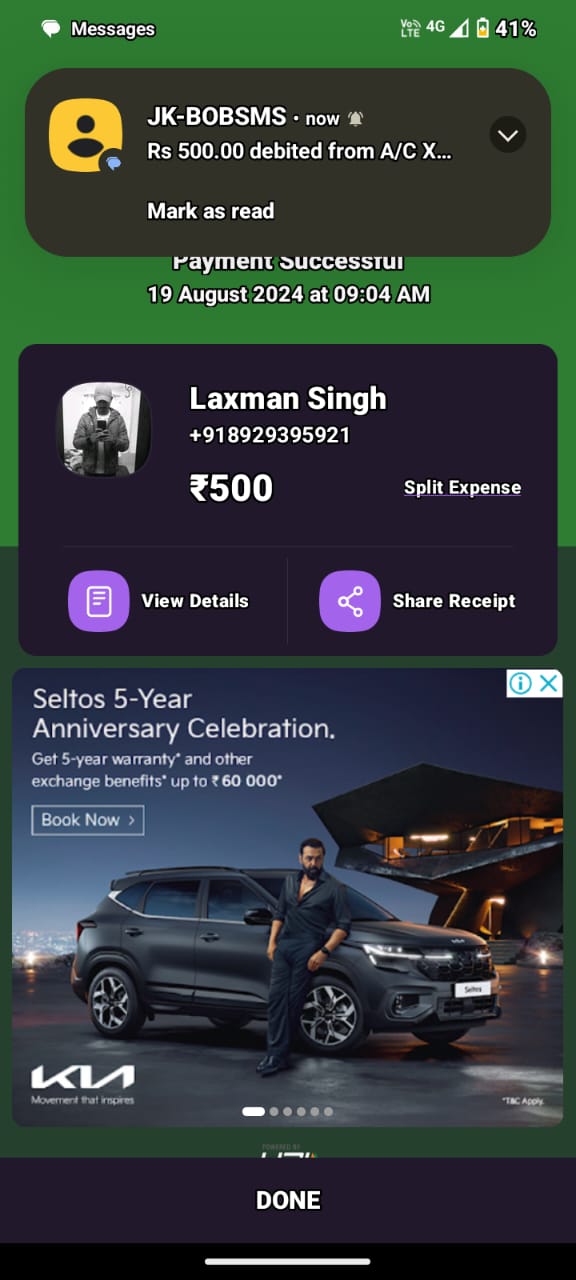 Messages
Vo LTE 4G 41%
JK-BOBSMS • now
Rs 500.00 debited from A/C X...
Mark as read
Payment Successful
19 August 2024 at 09:04 AM
Laxman Singh
+918929395921
₹500
Split Expense
View Details
Share Receipt
Seltos 5-Year
Anniversary Celebration.
Get 5-year warranty* and other
exchange benefits* up to ₹60 000*
Book Now >
Seltos
KIA
Movement that inspires
*T&C Apply.
POWERED BY
UPI
DONE